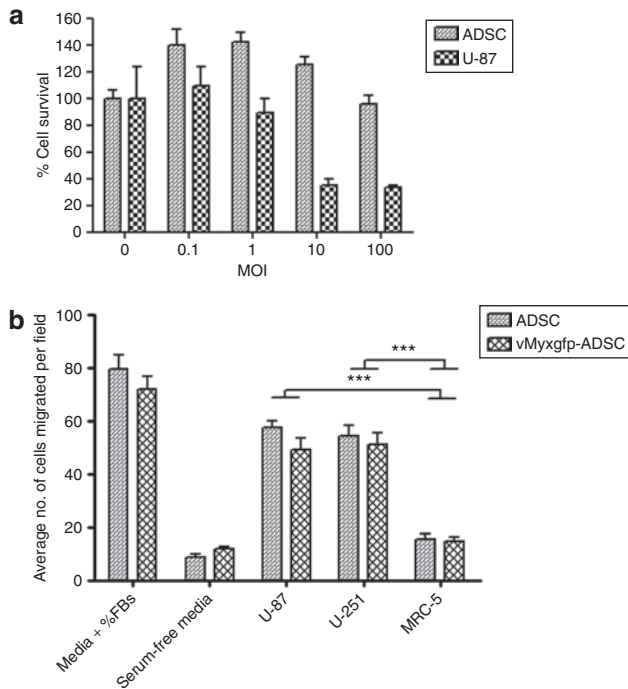 a
160
140
120
100
80
60
40
20
0
% Cell survival
0 0.1 1 10 100
MOI
ADSC
U-87
b
100
80
60
40
20
0
Average no. of cells migrated per field
ADSC
vMyxgfp-ADSC
***
***
Media + %FBs
Serum-free media
U-87
U-251
MRC-5